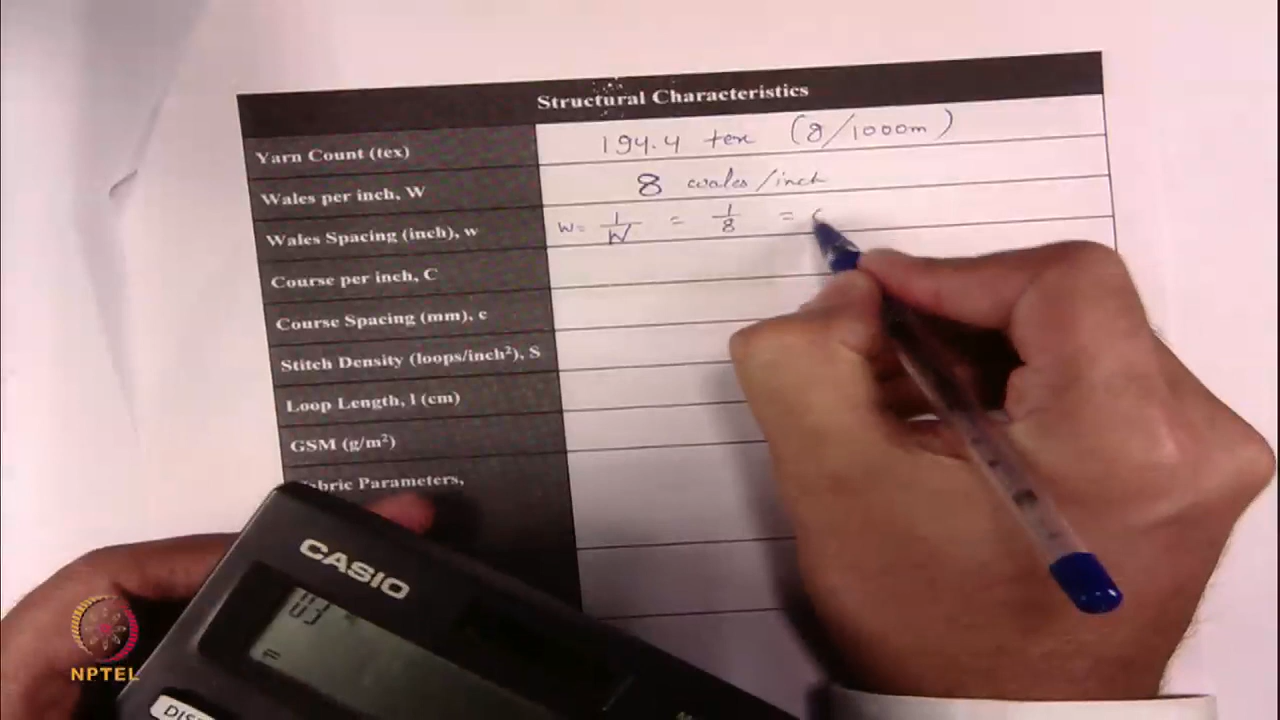 Structural Characteristics
Yarn Count (tex) 194.4 tex (g/1000m)
Wales per inch, W 8 wales/inch
Wales Spacing (inch), w w = 1/W = 1/8 =
Course per inch, C
Course Spacing (mm), c
Stitch Density (loops/inch²), S
Loop Length, l (cm)
GSM (g/m²)
Parameters,
CASIO
NPTEL